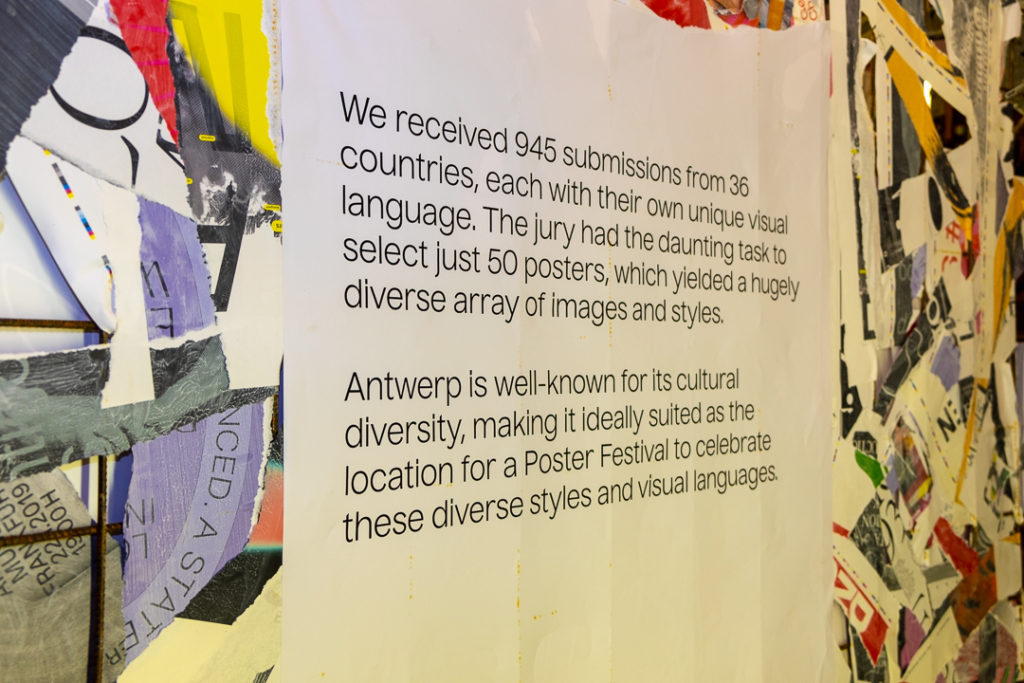 We received 945 submissions from 36
countries, each with their own unique visual
language. The jury had the daunting task to
select just 50 posters, which yielded a hugely
diverse array of images and styles.
Antwerp is well-known for its cultural
diversity, making it ideally suited as the
location for a Poster Festival to celebrate
these diverse styles and visual languages.
NCED. A STATE
2019